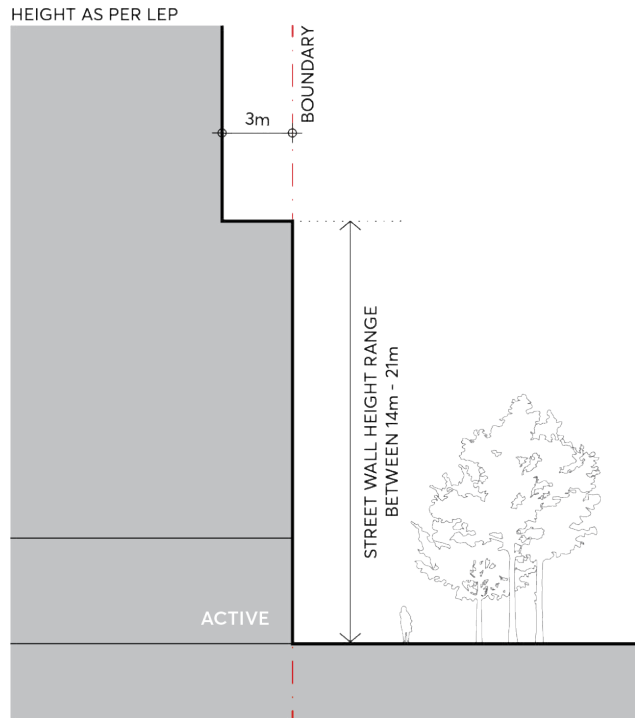 HEIGHT AS PER LEP
BOUNDARY
3m
STREET WALL HEIGHT RANGE
BETWEEN 14m - 21m
ACTIVE